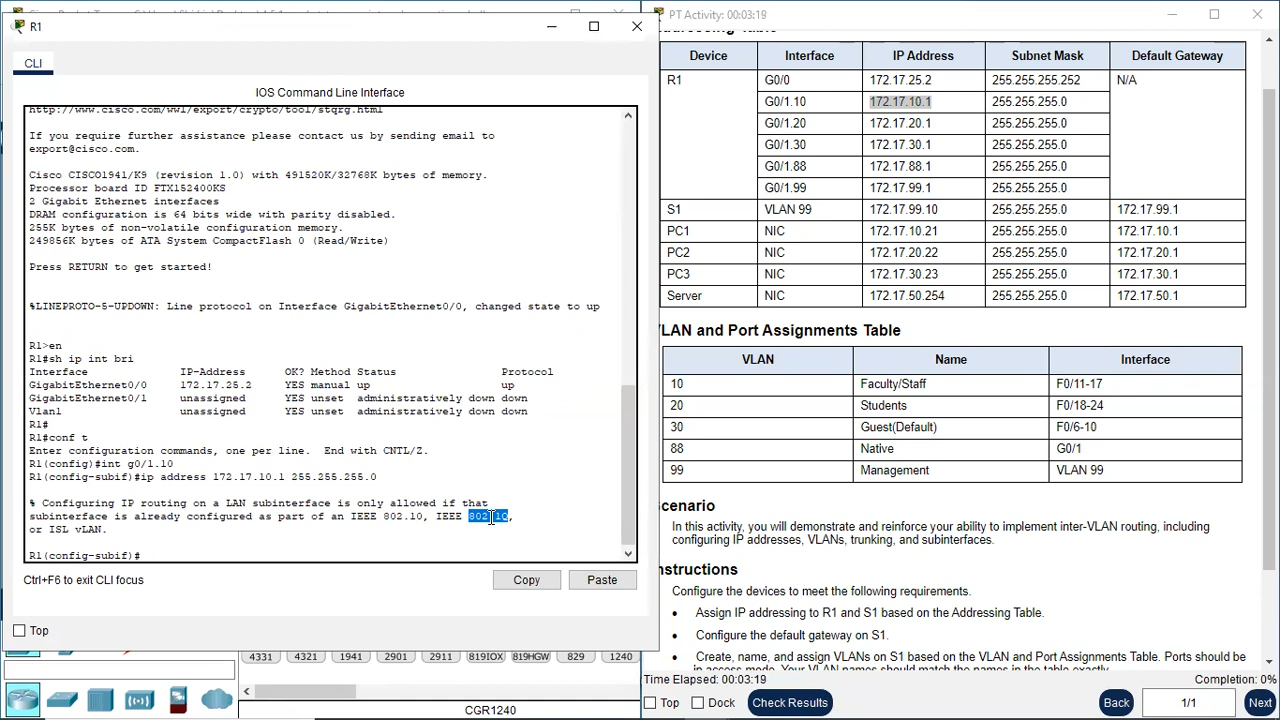 R1
CLI
IOS Command Line Interface
http://www.cisco.com/wwl/export/crypto/tool/stqrg.html
If you require further assistance please contact us by sending email to
export@cisco.com.
Cisco CISCO1941/K9 (revision 1.0) with 491520K/32768K bytes of memory.
Processor board ID FTX152400KS
2 Gigabit Ethernet interfaces
DRAM configuration is 64 bits wide with parity disabled.
255K bytes of non-volatile configuration memory.
249856K bytes of ATA System CompactFlash 0 (Read/Write)
Press RETURN to get started!
%LINEPROTO-5-UPDOWN: Line protocol on Interface GigabitEthernet0/0, changed state to up
R1>en
R1#sh ip int bri
Interface IP-Address OK? Method Status Protocol
GigabitEthernet0/0 172.17.25.2 YES manual up up
GigabitEthernet0/1 unassigned YES unset administratively down down
Vlan1 unassigned YES unset administratively down down
R1#
R1#conf t
Enter configuration commands, one per line. End with CNTL/Z.
R1(config)#int g0/1.10
R1(config-subif)#ip address 172.17.10.1 255.255.255.0
% Configuring IP routing on a LAN subinterface is only allowed if that
subinterface is already configured as part of an IEEE 802.10, IEEE 802.1Q,
or ISL vLAN.
R1(config-subif)#
Ctrl+F6 to exit CLI focus
Copy
Paste
Top
4331 4321 1941 2901 2911 819IOX 819HGW 829 1240
CGR1240
PT Activity: 00:03:19
Device Interface IP Address Subnet Mask Default Gateway
R1 G0/0 172.17.25.2 255.255.255.252 N/A
G0/1.10 172.17.10.1 255.255.255.0
G0/1.20 172.17.20.1 255.255.255.0
G0/1.30 172.17.30.1 255.255.255.0
G0/1.88 172.17.88.1 255.255.255.0
G0/1.99 172.17.99.1 255.255.255.0
S1 VLAN 99 172.17.99.10 255.255.255.0 172.17.99.1
PC1 NIC 172.17.10.21 255.255.255.0 172.17.10.1
PC2 NIC 172.17.20.22 255.255.255.0 172.17.20.1
PC3 NIC 172.17.30.23 255.255.255.0 172.17.30.1
Server NIC 172.17.50.254 255.255.255.0 172.17.50.1
LAN and Port Assignments Table
VLAN Name Interface
10 Faculty/Staff F0/11-17
20 Students F0/18-24
30 Guest(Default) F0/6-10
88 Native G0/1
99 Management VLAN 99
cenario
In this activity, you will demonstrate and reinforce your ability to implement inter-VLAN routing, including
configuring IP addresses, VLANs, trunking, and subinterfaces.
nstructions
Configure the devices to meet the following requirements.
• Assign IP addressing to R1 and S1 based on the Addressing Table.
• Configure the default gateway on S1.
• Create, name, and assign VLANs on S1 based on the VLAN and Port Assignments Table. Ports should be
in access mode. Your VLAN names should match the names in the table exactly.
Time Elapsed: 00:03:19 Completion: 0%
Top Dock Check Results Back 1/1 Next